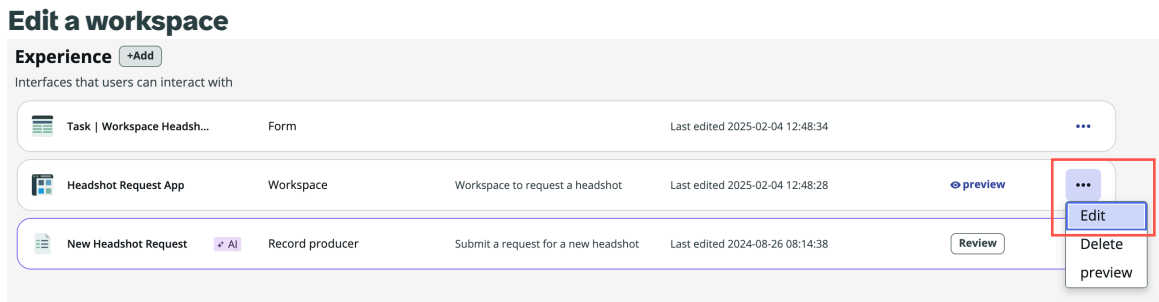 Edit a workspace
Experience +Add
Interfaces that users can interact with
Task | Workspace Headsh... Form Last edited 2025-02-04 12:48:34
Headshot Request App Workspace Workspace to request a headshot Last edited 2025-02-04 12:48:28 preview
Edit
New Headshot Request AI Record producer Submit a request for a new headshot Last edited 2024-08-26 08:14:38 Review Delete
preview